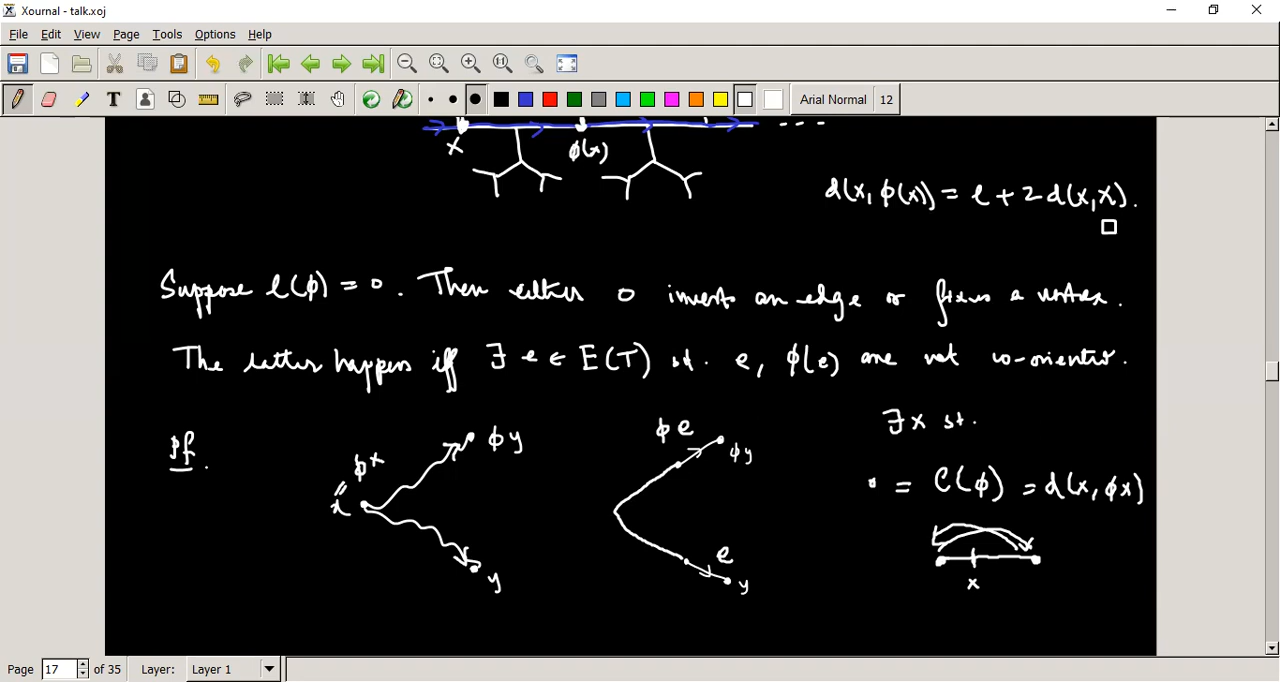 Xournal - talk.xoj
File Edit View Page Tools Options Help
Arial Normal 12
x φ(x) - - -
d(x, φ(x)) = l + 2 d(x, X).
Suppose l(φ) = 0. Then either o inverts an edge or fixes a vertex.
The latter happens iff ∃ e ∈ E(T) st. e, φ(e) are not co-oriented.
Pf.
φx
x
φy
y
φe
φy
e
y
∃x st.
0 = l(φ) = d(x, φx)
x
Page 17 of 35 Layer: Layer 1